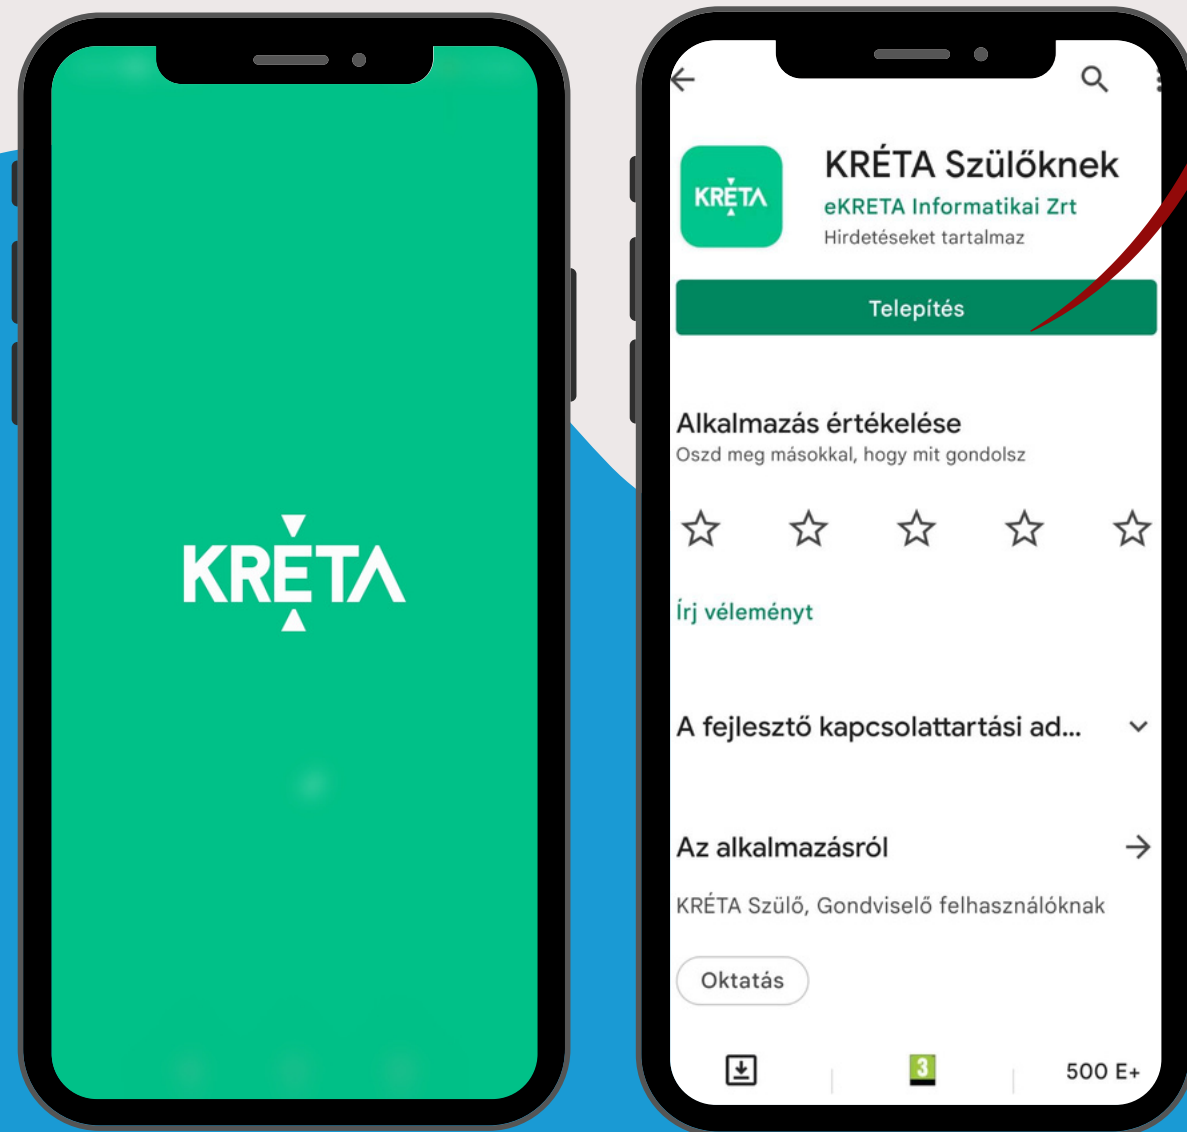 KRÉTA
KRÉTA
KRÉTA Szülőknek
eKRETA Informatikai Zrt
Hirdetéseket tartalmaz
Telepítés
Alkalmazás értékelése
Oszd meg másokkal, hogy mit gondolsz
Írj véleményt
A fejlesztő kapcsolattartási ad...
Az alkalmazásról
KRÉTA Szülő, Gondviselő felhasználóknak
Oktatás
3
500 E+